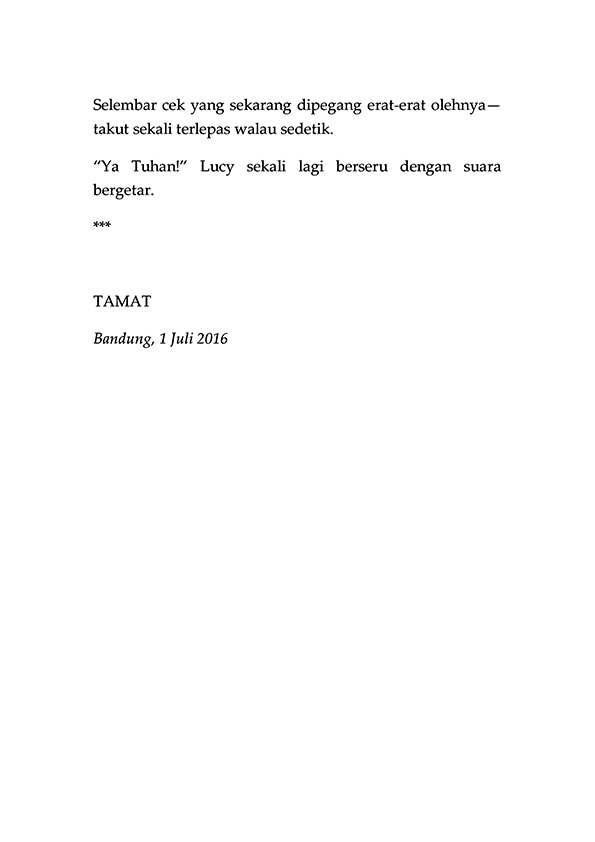 Selembar cek yang sekarang dipegang erat-erat olehnya—
takut sekali terlepas walau sedetik.
“Ya Tuhan!” Lucy sekali lagi berseru dengan suara
bergetar.
***
TAMAT
Bandung, 1 Juli 2016